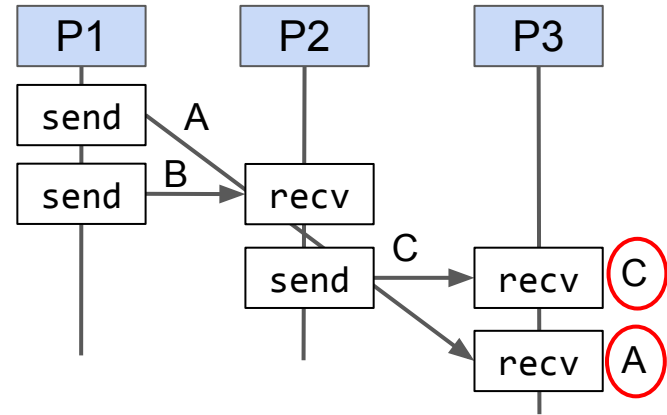 P1 P2 P3
send A
send B recv
send C recv C
recv A